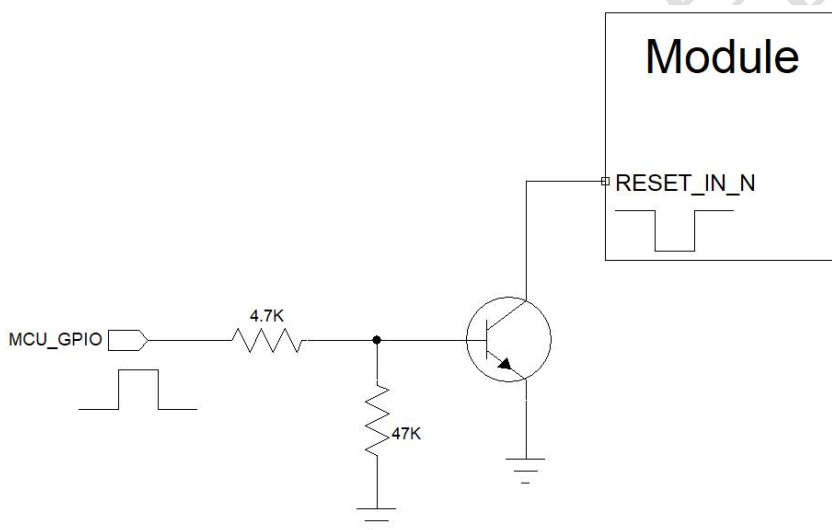 Module
RESET_IN_N
4.7K
MCU_GPIO
47K